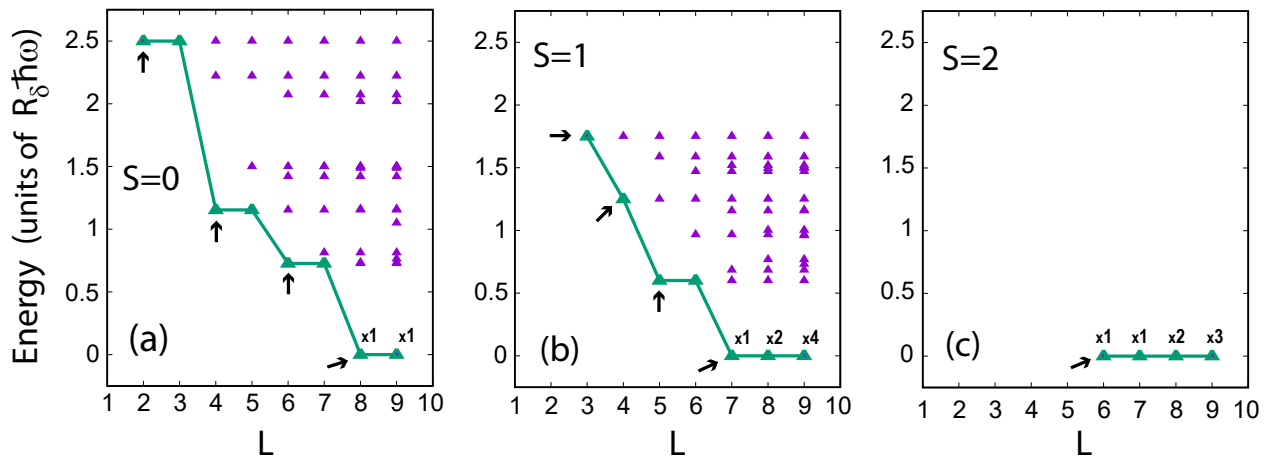 Energy (units of R_δ ħω)
2.5
2
1.5
1
0.5
0
S=0
(a)
x1 x1
1 2 3 4 5 6 7 8 9 10
L
2.5
2
1.5
1
0.5
0
S=1
(b)
x1 x2 x4
1 2 3 4 5 6 7 8 9 10
L
2.5
2
1.5
1
0.5
0
S=2
(c)
x1 x1 x2 x3
1 2 3 4 5 6 7 8 9 10
L